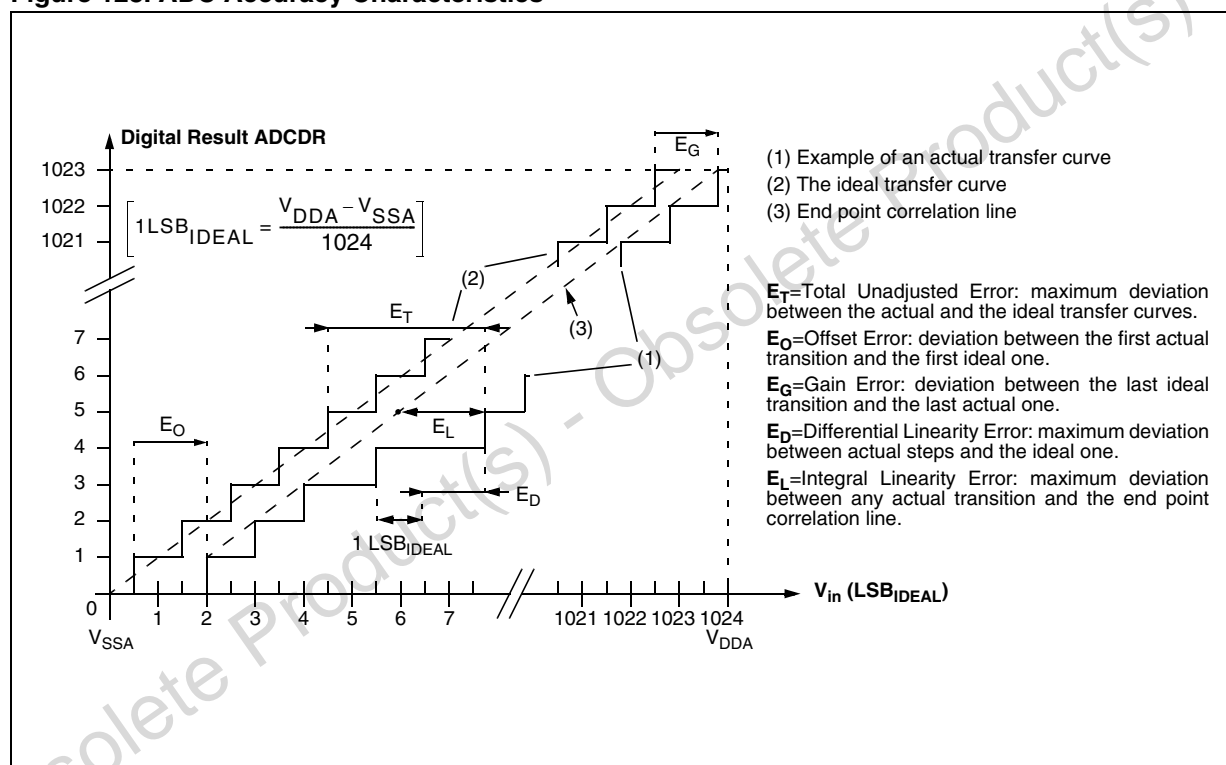 Digital Result ADCDR
E_G
1023
1022
1021
1LSB_IDEAL = (V_DDA – V_SSA) / 1024
(2)
E_T
(3)
(1)
7
6
5
4
3
2
1
0
E_O
E_L
E_D
1 LSB_IDEAL
V_in (LSB_IDEAL)
1 2 3 4 5 6 7 1021 1022 1023 1024
V_SSA
V_DDA
(1) Example of an actual transfer curve
(2) The ideal transfer curve
(3) End point correlation line
E_T=Total Unadjusted Error: maximum deviation
between the actual and the ideal transfer curves.
E_O=Offset Error: deviation between the first actual
transition and the first ideal one.
E_G=Gain Error: deviation between the last ideal
transition and the last actual one.
E_D=Differential Linearity Error: maximum deviation
between actual steps and the ideal one.
E_L=Integral Linearity Error: maximum deviation
between any actual transition and the end point
correlation line.
Obsolete Product(s) - Obsolete Product(s)